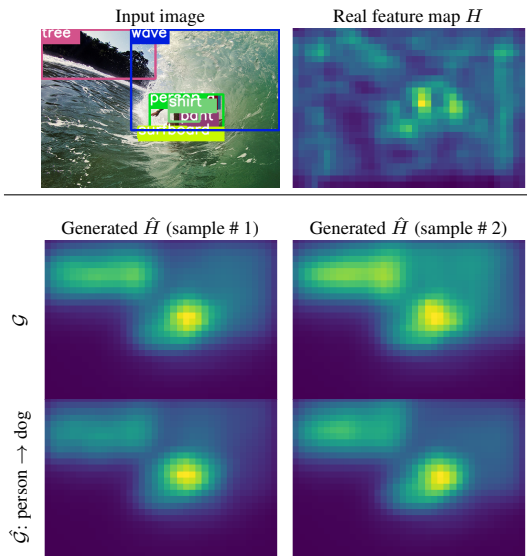 Input image
Real feature map H
tree
wave
person
shirt
pant
surfboard
Generated Ĥ (sample # 1)
Generated Ĥ (sample # 2)
𝒢
𝒢̂: person → dog